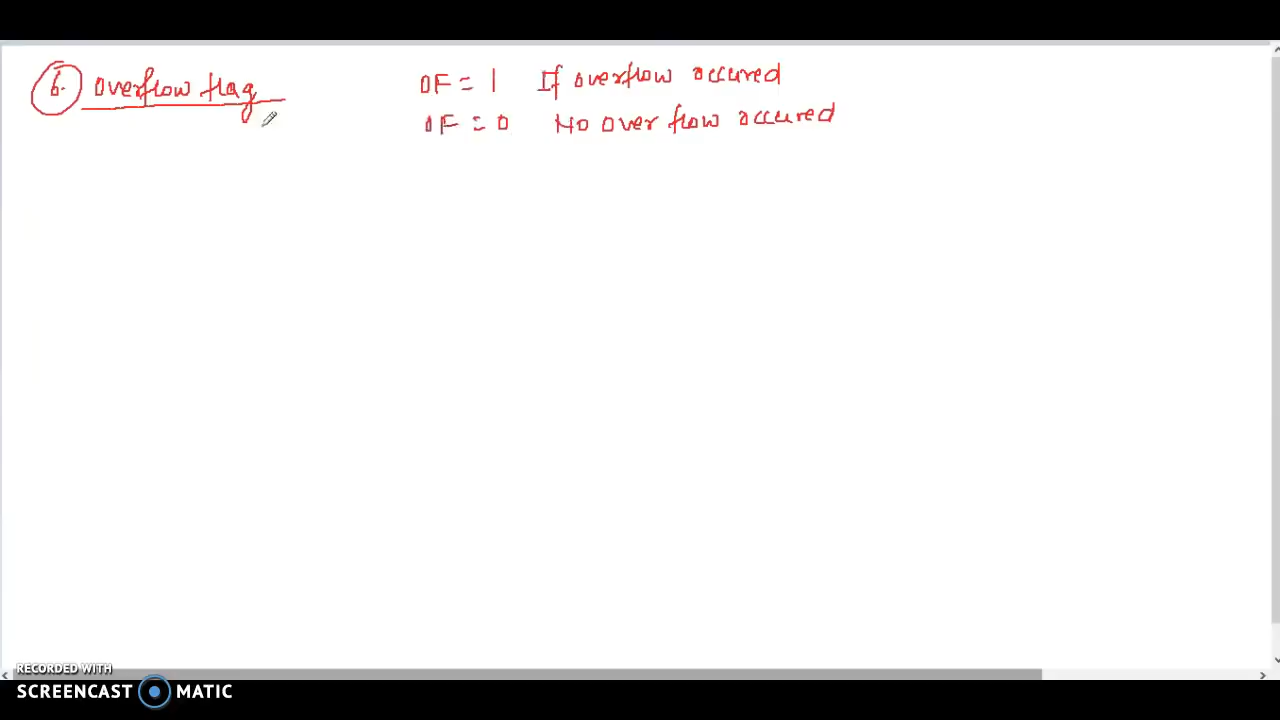 6. Overflow flag
OF = 1 If overflow occured
OF = 0 No over flow occured
RECORDED WITH
SCREENCAST MATIC